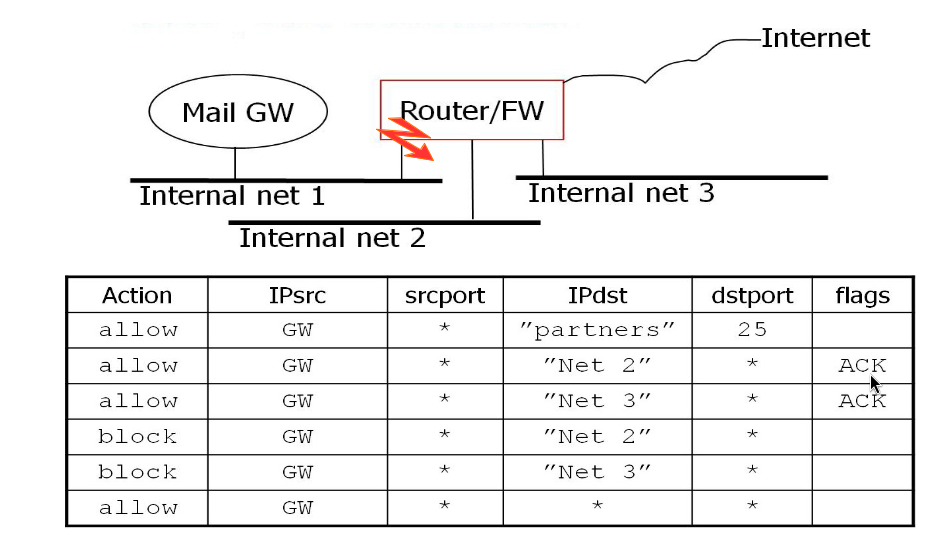 Internet
Mail GW
Router/FW
Internal net 1
Internal net 3
Internal net 2
Action IPsrc srcport IPdst dstport flags
allow GW * ”partners” 25
allow GW * ”Net 2” * ACK
allow GW * ”Net 3” * ACK
block GW * ”Net 2” *
block GW * ”Net 3” *
allow GW * * *